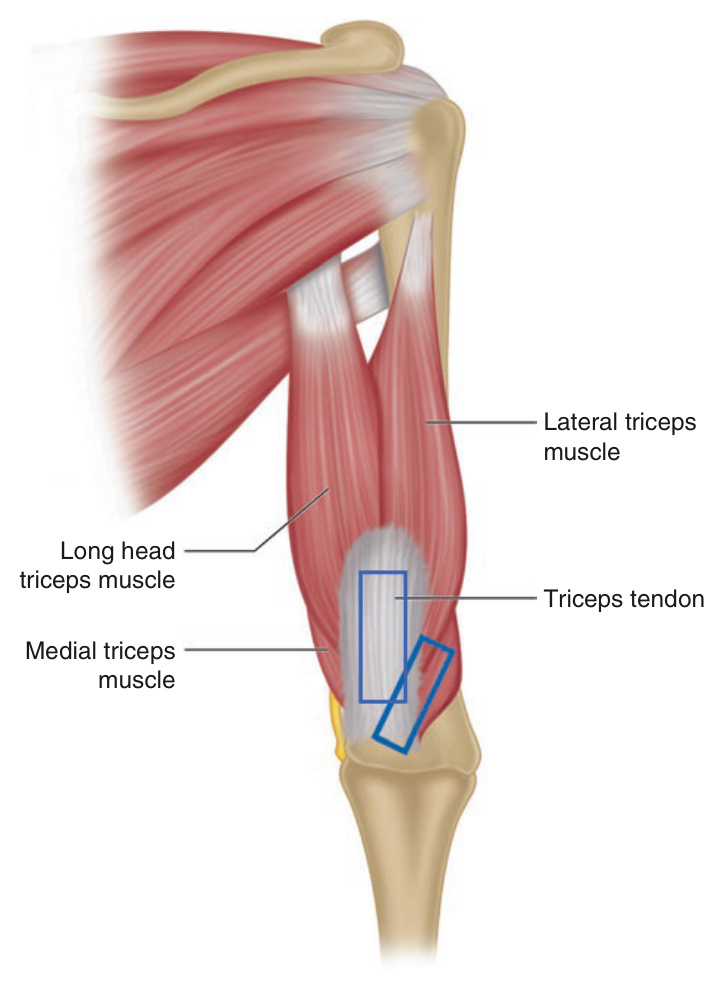 Lateral triceps
muscle
Long head
triceps muscle
Triceps tendon
Medial triceps
muscle